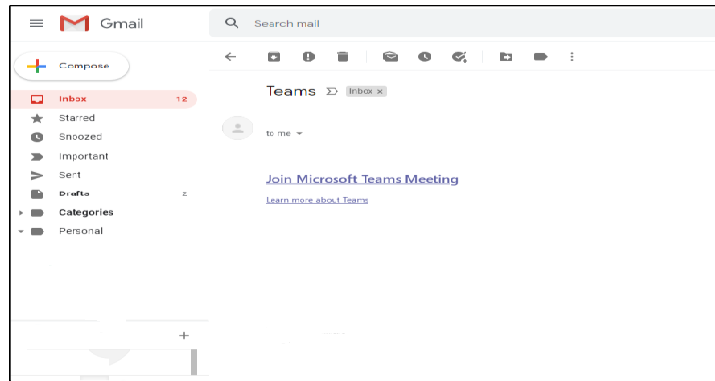 Gmail
Search mail
Compose
Teams Inbox x
Inbox 12
Starred
Snoozed
to me
Important
Sent
Join Microsoft Teams Meeting
Drafts 2
Learn more about Teams
Categories
Personal
+